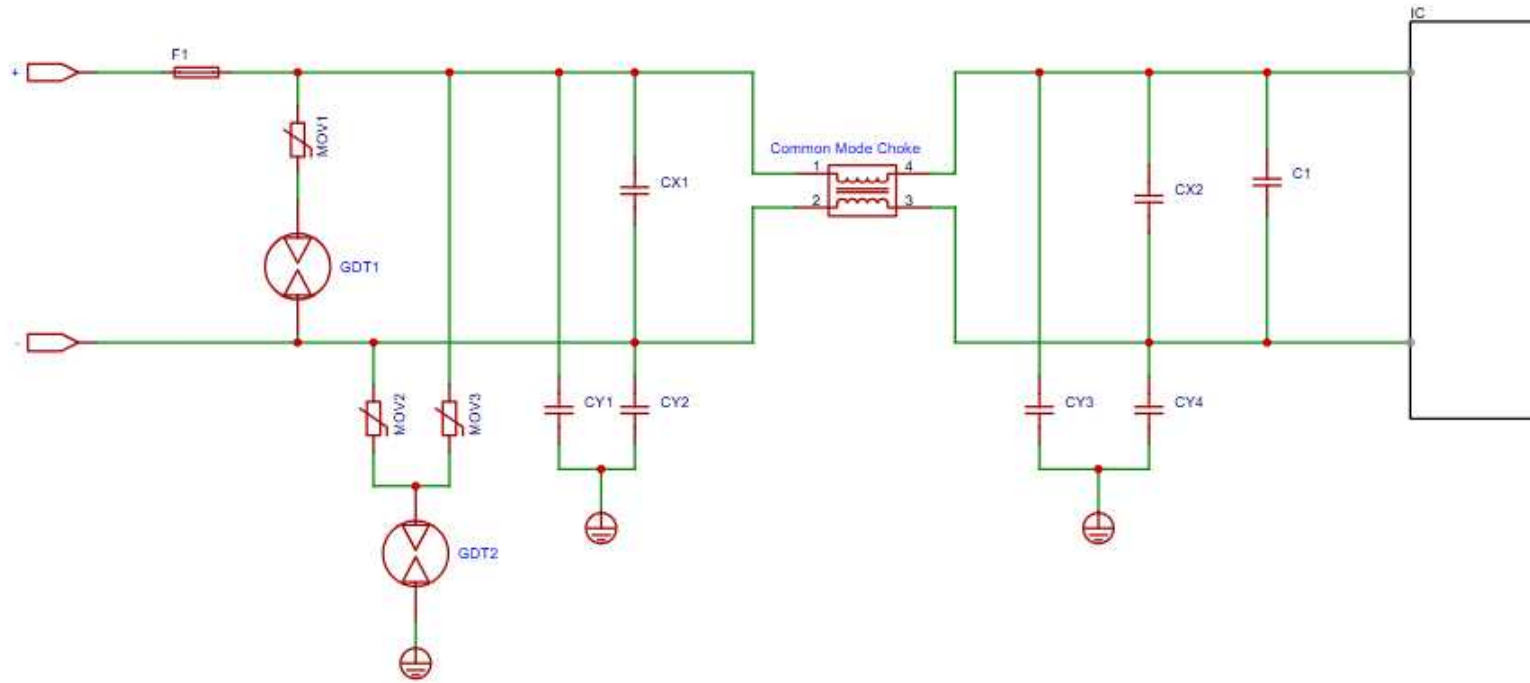 IC
F1
+
MOV1
Common Mode Choke
1 4
CX1
C1
CX2
2 3
GDT1
-
MOV2
MOV3
CY1
CY2
CY3
CY4
GDT2